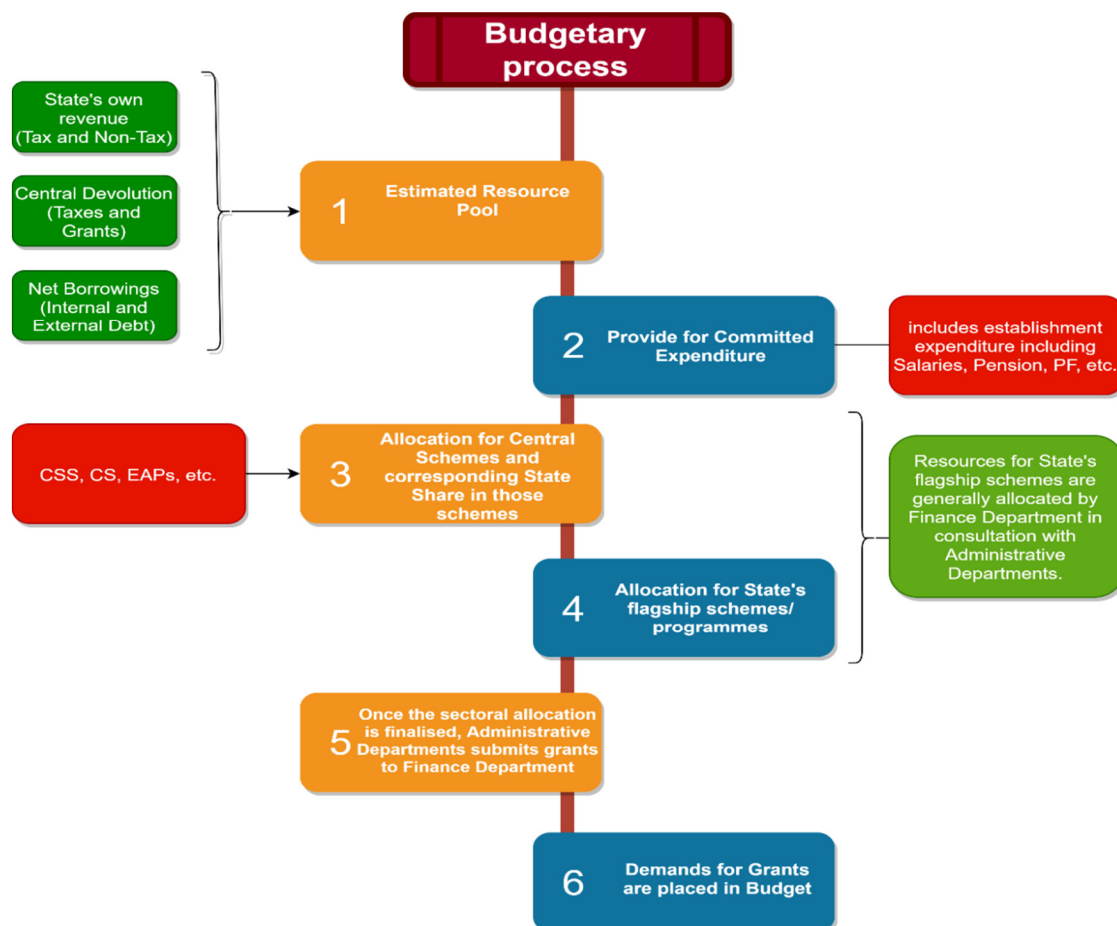 Budgetary
process
State's own
revenue
(Tax and Non-Tax)
Central Devolution
(Taxes and
Grants)
Net Borrowings
(Internal and
External Debt)
1
Estimated Resource
Pool
2
Provide for Committed
Expenditure
includes establishment
expenditure including
Salaries, Pension, PF, etc.
CSS, CS, EAPs, etc.
3
Allocation for Central
Schemes and
corresponding State
Share in those
schemes
Resources for State's
flagship schemes are
generally allocated by
Finance Department in
consultation with
Administrative
Departments.
4
Allocation for State's
flagship schemes/
programmes
5
Once the sectoral allocation
is finalised, Administrative
Departments submits grants
to Finance Department
6
Demands for Grants
are placed in Budget